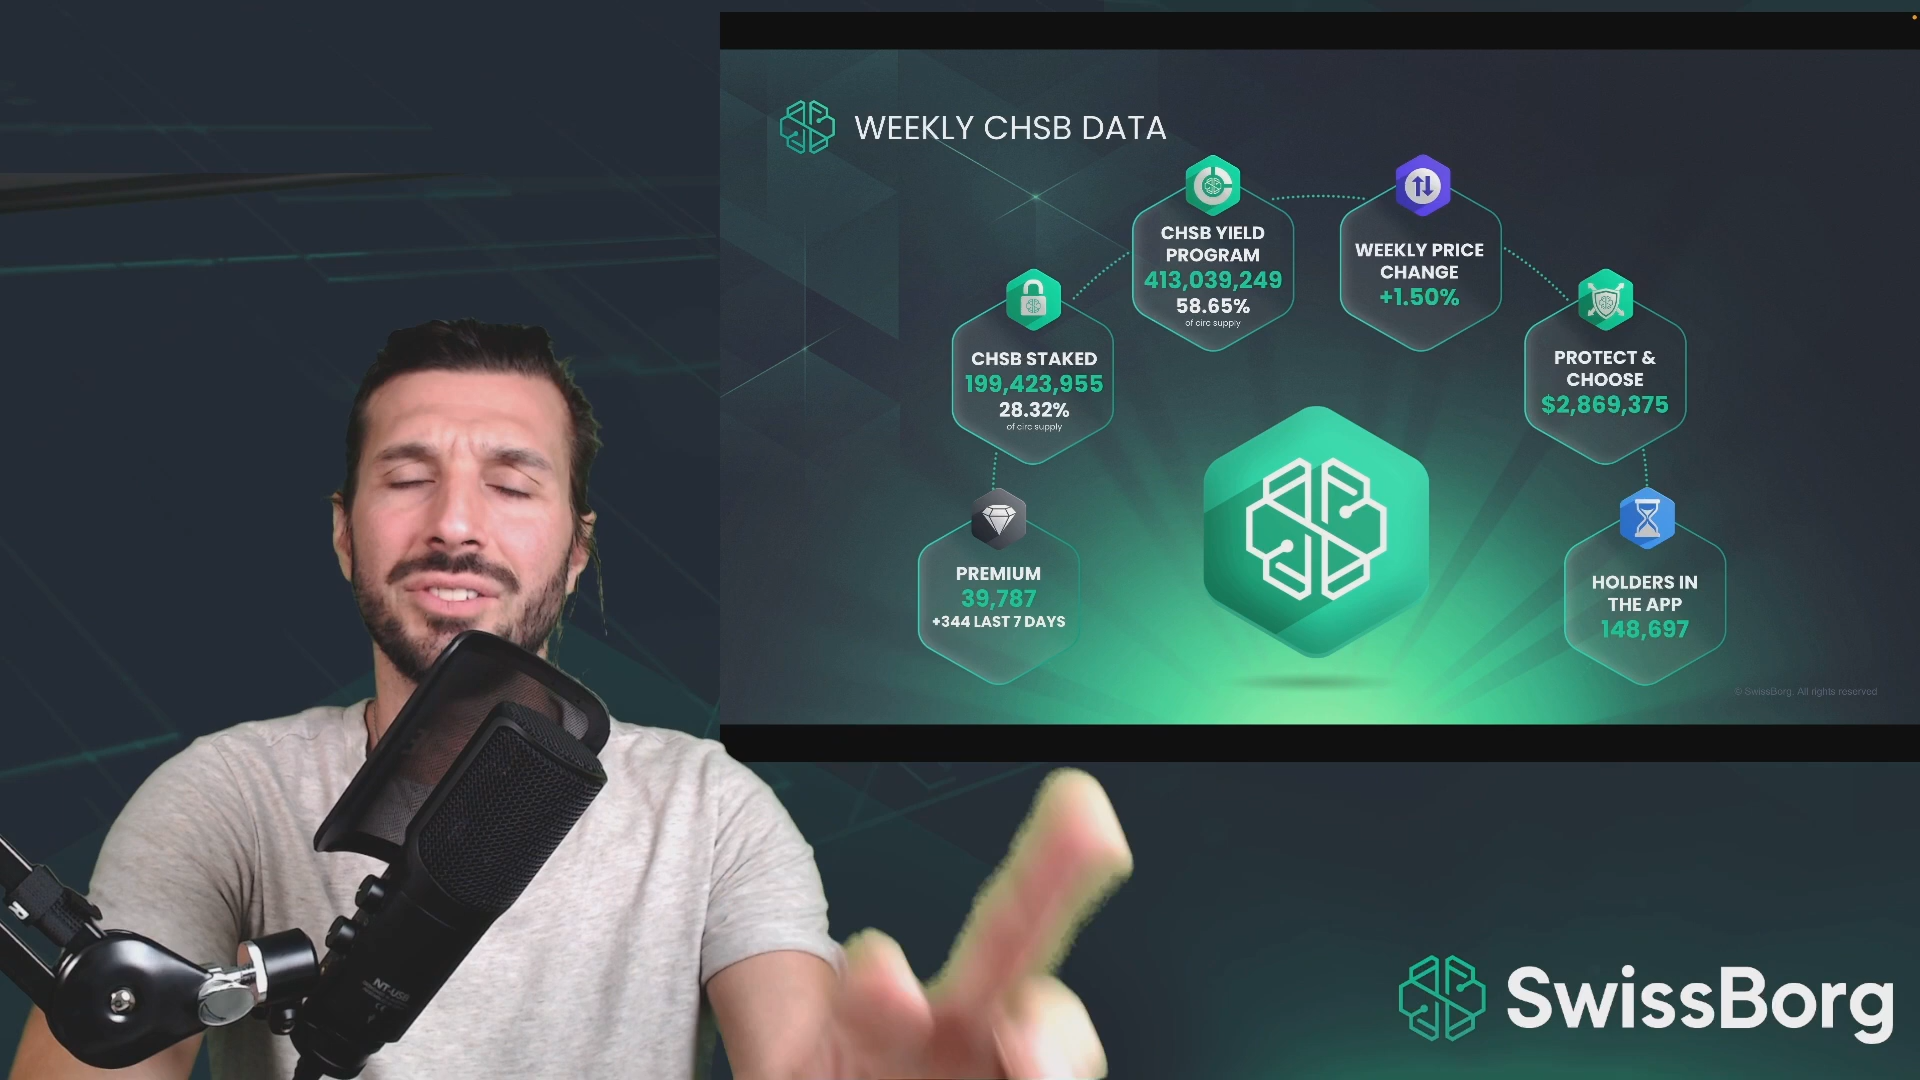 WEEKLY CHSB DATA
CHSB YIELD
PROGRAM
413,039,249
58.65%
of circ supply
WEEKLY PRICE
CHANGE
+1.50%
CHSB STAKED
199,423,955
28.32%
of circ supply
PROTECT &
CHOOSE
$2,869,375
PREMIUM
39,787
+344 LAST 7 DAYS
HOLDERS IN
THE APP
148,697
© SwissBorg. All rights reserved
NT-USB
SwissBorg